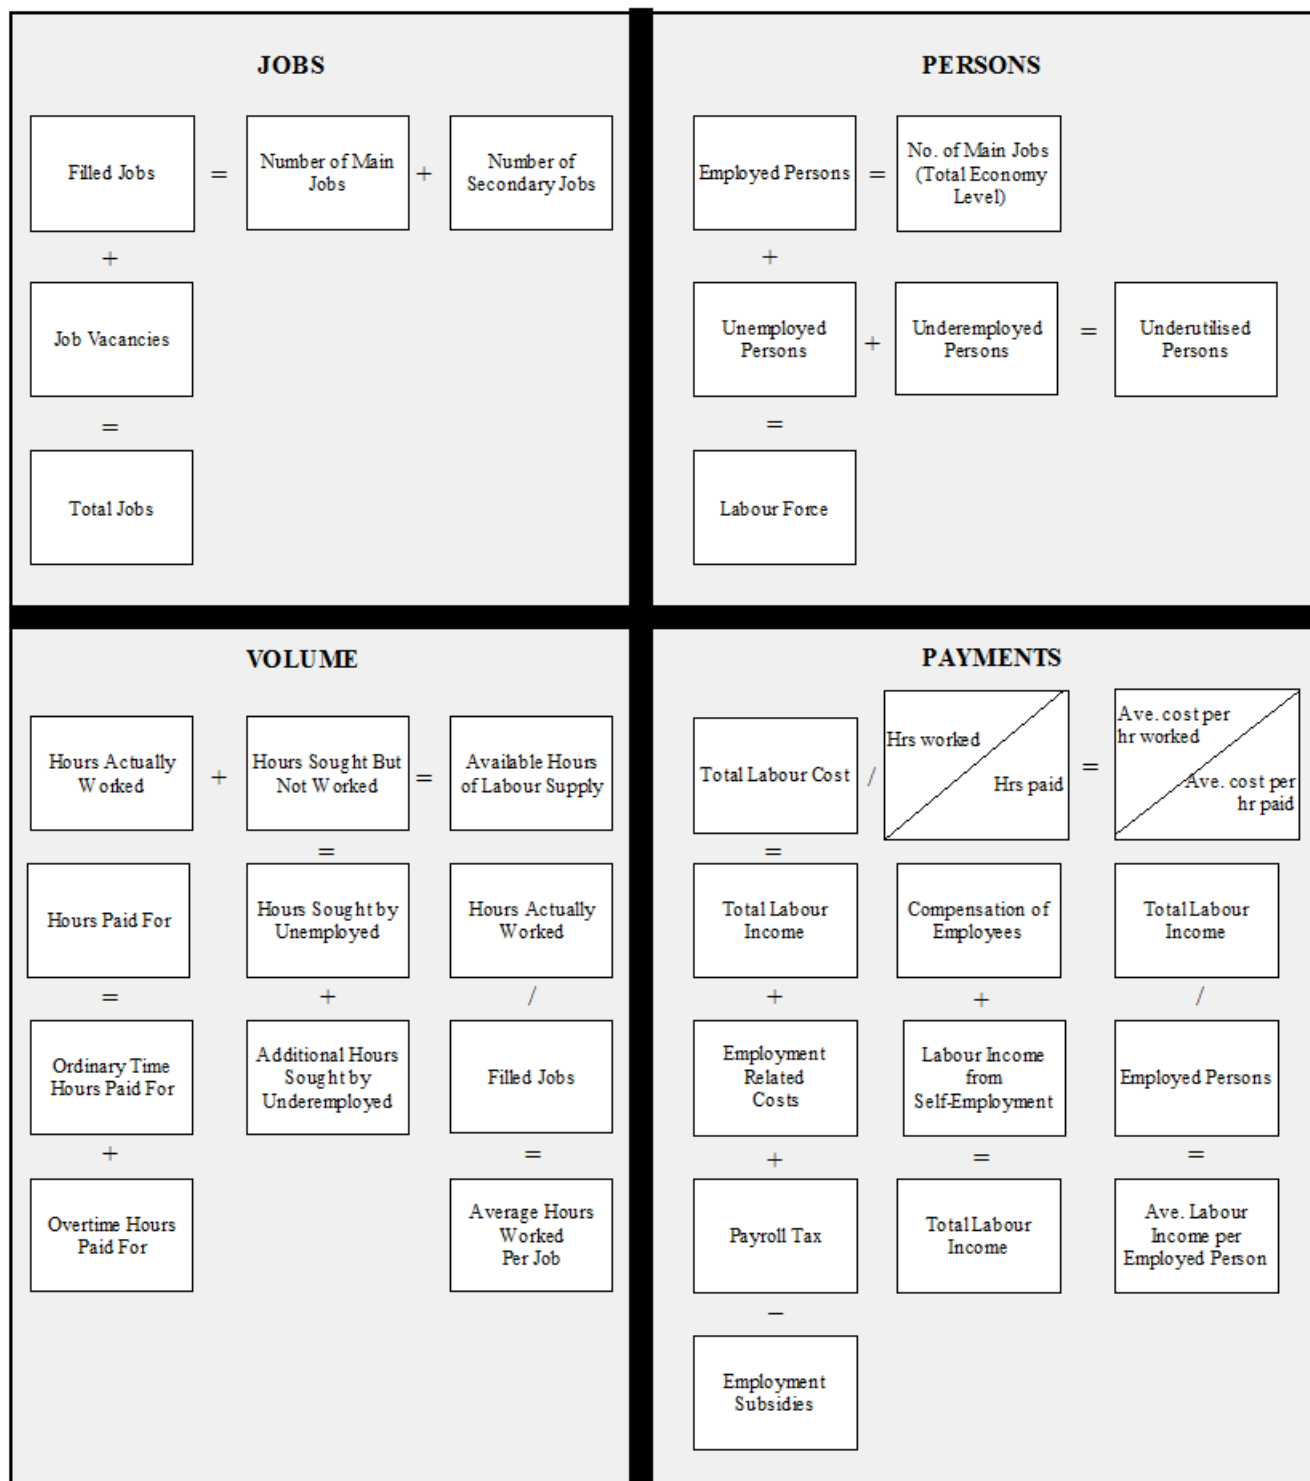 JOBS
Filled Jobs
=
Number of Main
Jobs
+
Number of
Secondary Jobs
+
Job Vacancies
=
Total Jobs
PERSONS
Employed Persons
=
No. of Main Jobs
(Total Economy
Level)
+
Unemployed
Persons
+
Underemployed
Persons
=
Underutilised
Persons
=
Labour Force
VOLUME
Hours Actually
Worked
+
Hours Sought But
Not Worked
=
Available Hours
of Labour Supply
=
Hours Paid For
Hours Sought by
Unemployed
Hours Actually
Worked
=
+
/
Ordinary Time
Hours Paid For
Additional Hours
Sought by
Underemployed
Filled Jobs
+
=
Overtime Hours
Paid For
Average Hours
Worked
Per Job
PAYMENTS
Total Labour Cost
/
Hrs worked
Hrs paid
=
Ave. cost per
hr worked
Ave. cost per
hr paid
=
Total Labour
Income
Compensation of
Employees
Total Labour
Income
+
+
/
Employment
Related
Costs
Labour Income
from
Self-Employment
Employed Persons
+
=
=
Payroll Tax
Total Labour
Income
Ave. Labour
Income per
Employed Person
−
Employment
Subsidies